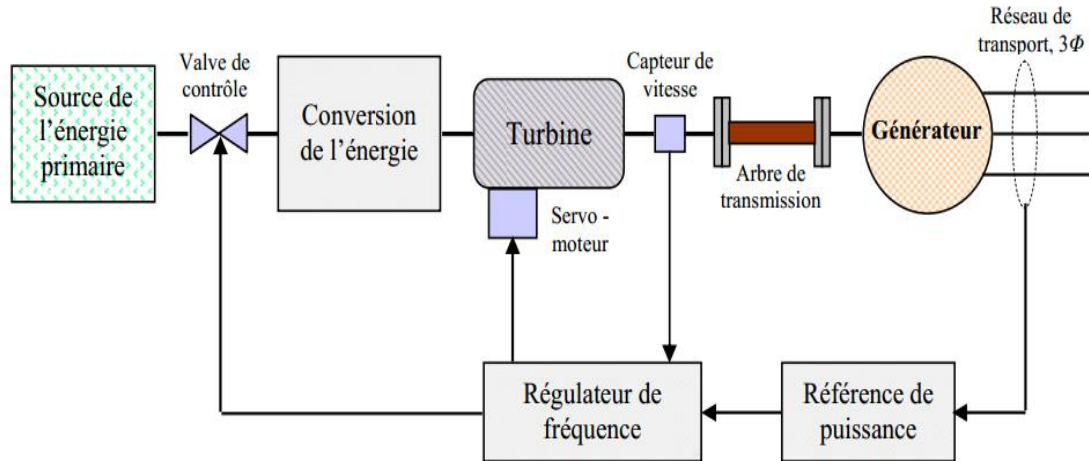 Réseau de
transport, 3Φ
Valve de
contrôle
Capteur de
vitesse
Source de
l'énergie
primaire
Conversion
de l'énergie
Turbine
Générateur
Arbre de
transmission
Servo -
moteur
Régulateur de
fréquence
Référence de
puissance